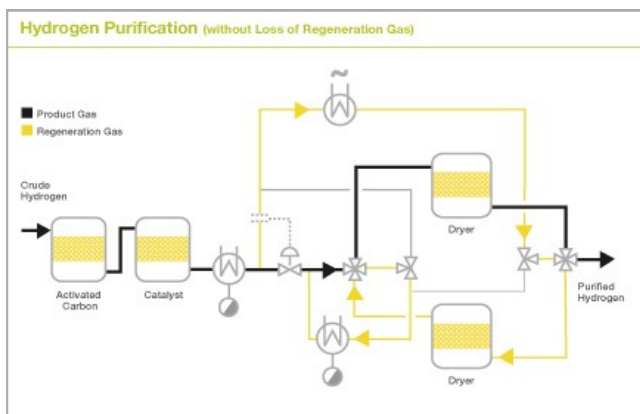 Hydrogen Purification (without Loss of Regeneration Gas)
Product Gas
Regeneration Gas
Crude
Hydrogen
Activated
Carbon
Catalyst
Dryer
Purified
Hydrogen
Dryer